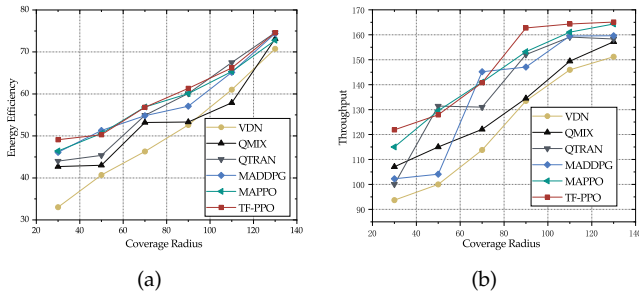 80
70
60
50
40
30
20 40 60 80 100 120 140
Energy Efficiency
Coverage Radius
VDN
QMIX
QTRAN
MADDPG
MAPPO
TF-PPO
(a)
170
160
150
140
130
120
110
100
90
20 40 60 80 100 120 140
Throughput
Coverage Radius
VDN
QMIX
QTRAN
MADDPG
MAPPO
TF-PPO
(b)